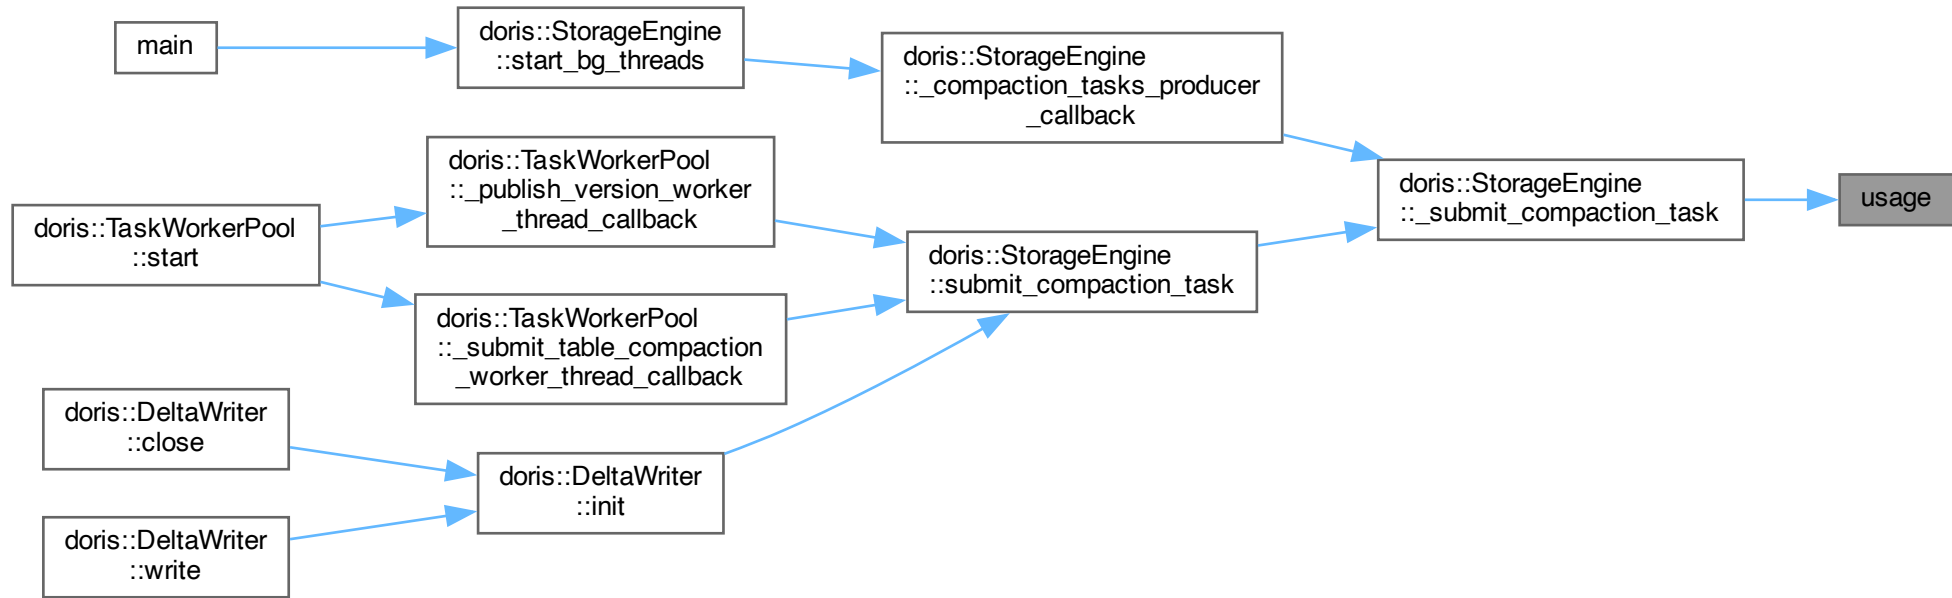 main
doris::StorageEngine
::start_bg_threads
doris::StorageEngine
::_compaction_tasks_producer
_callback
doris::TaskWorkerPool
::_publish_version_worker
_thread_callback
doris::StorageEngine
::_submit_compaction_task
usage
doris::TaskWorkerPool
::start
doris::StorageEngine
::submit_compaction_task
doris::TaskWorkerPool
::_submit_table_compaction
_worker_thread_callback
doris::DeltaWriter
::close
doris::DeltaWriter
::init
doris::DeltaWriter
::write